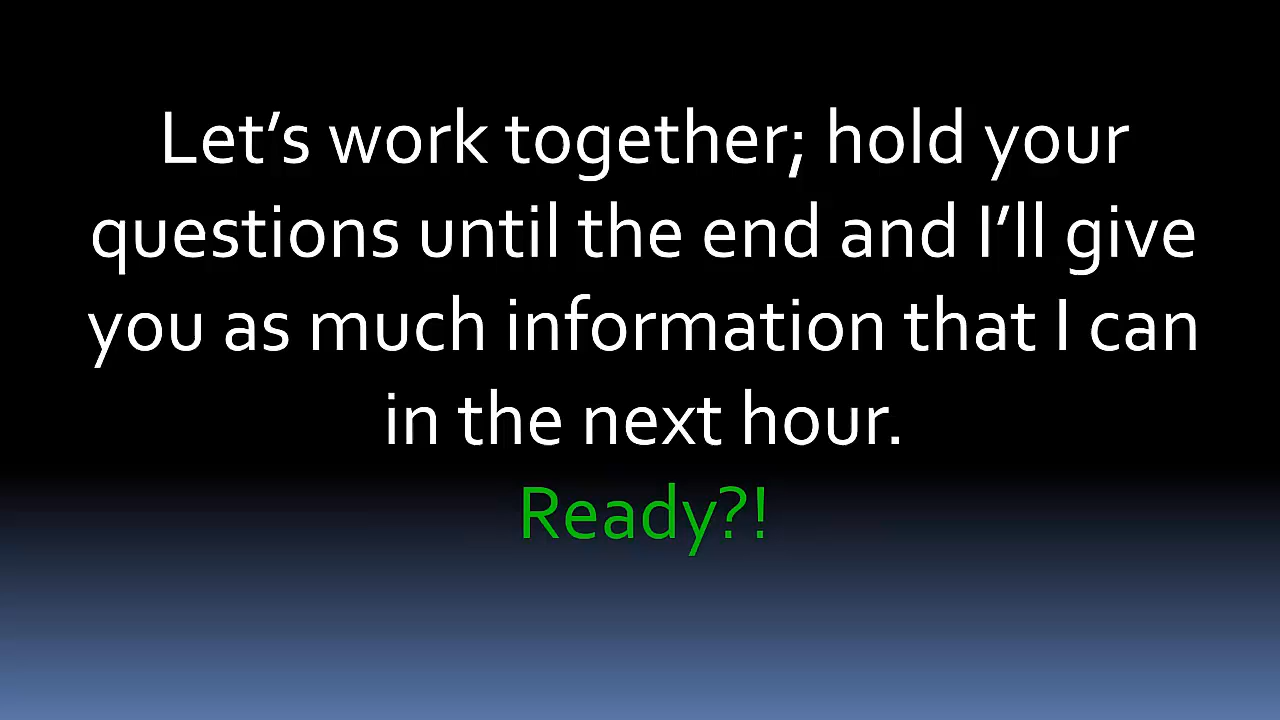 Let’s work together; hold your
questions until the end and I’ll give
you as much information that I can
in the next hour.
Ready?!